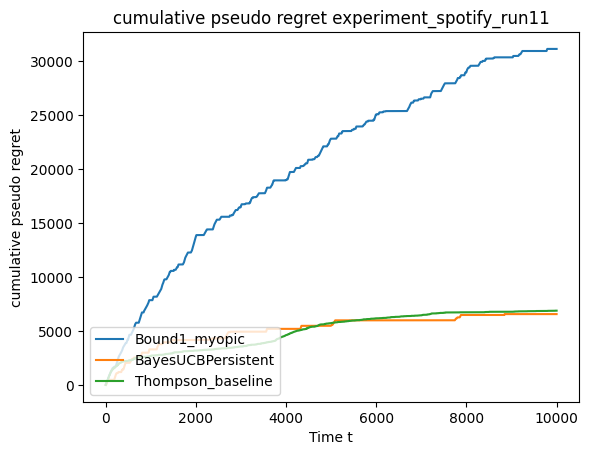 cumulative pseudo regret experiment_spotify_run11
cumulative pseudo regret
30000
25000
20000
15000
10000
5000
0
Bound1_myopic
BayesUCBPersistent
Thompson_baseline
0 2000 4000 6000 8000 10000
Time t